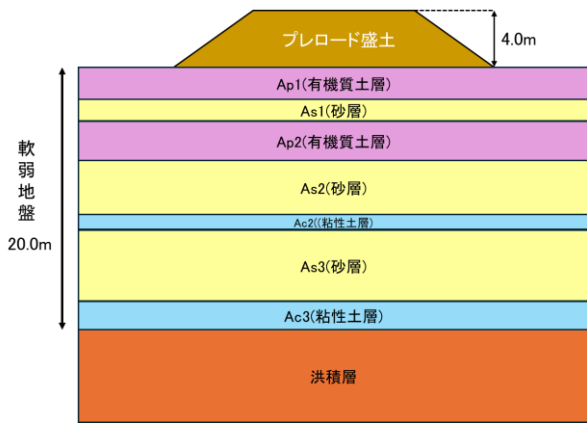 プレロード盛土
4.0m
軟弱地盤
20.0m
Ap1(有機質土層)
As1(砂層)
Ap2(有機質土層)
As2(砂層)
Ac2((粘性土層)
As3(砂層)
Ac3(粘性土層)
洪積層